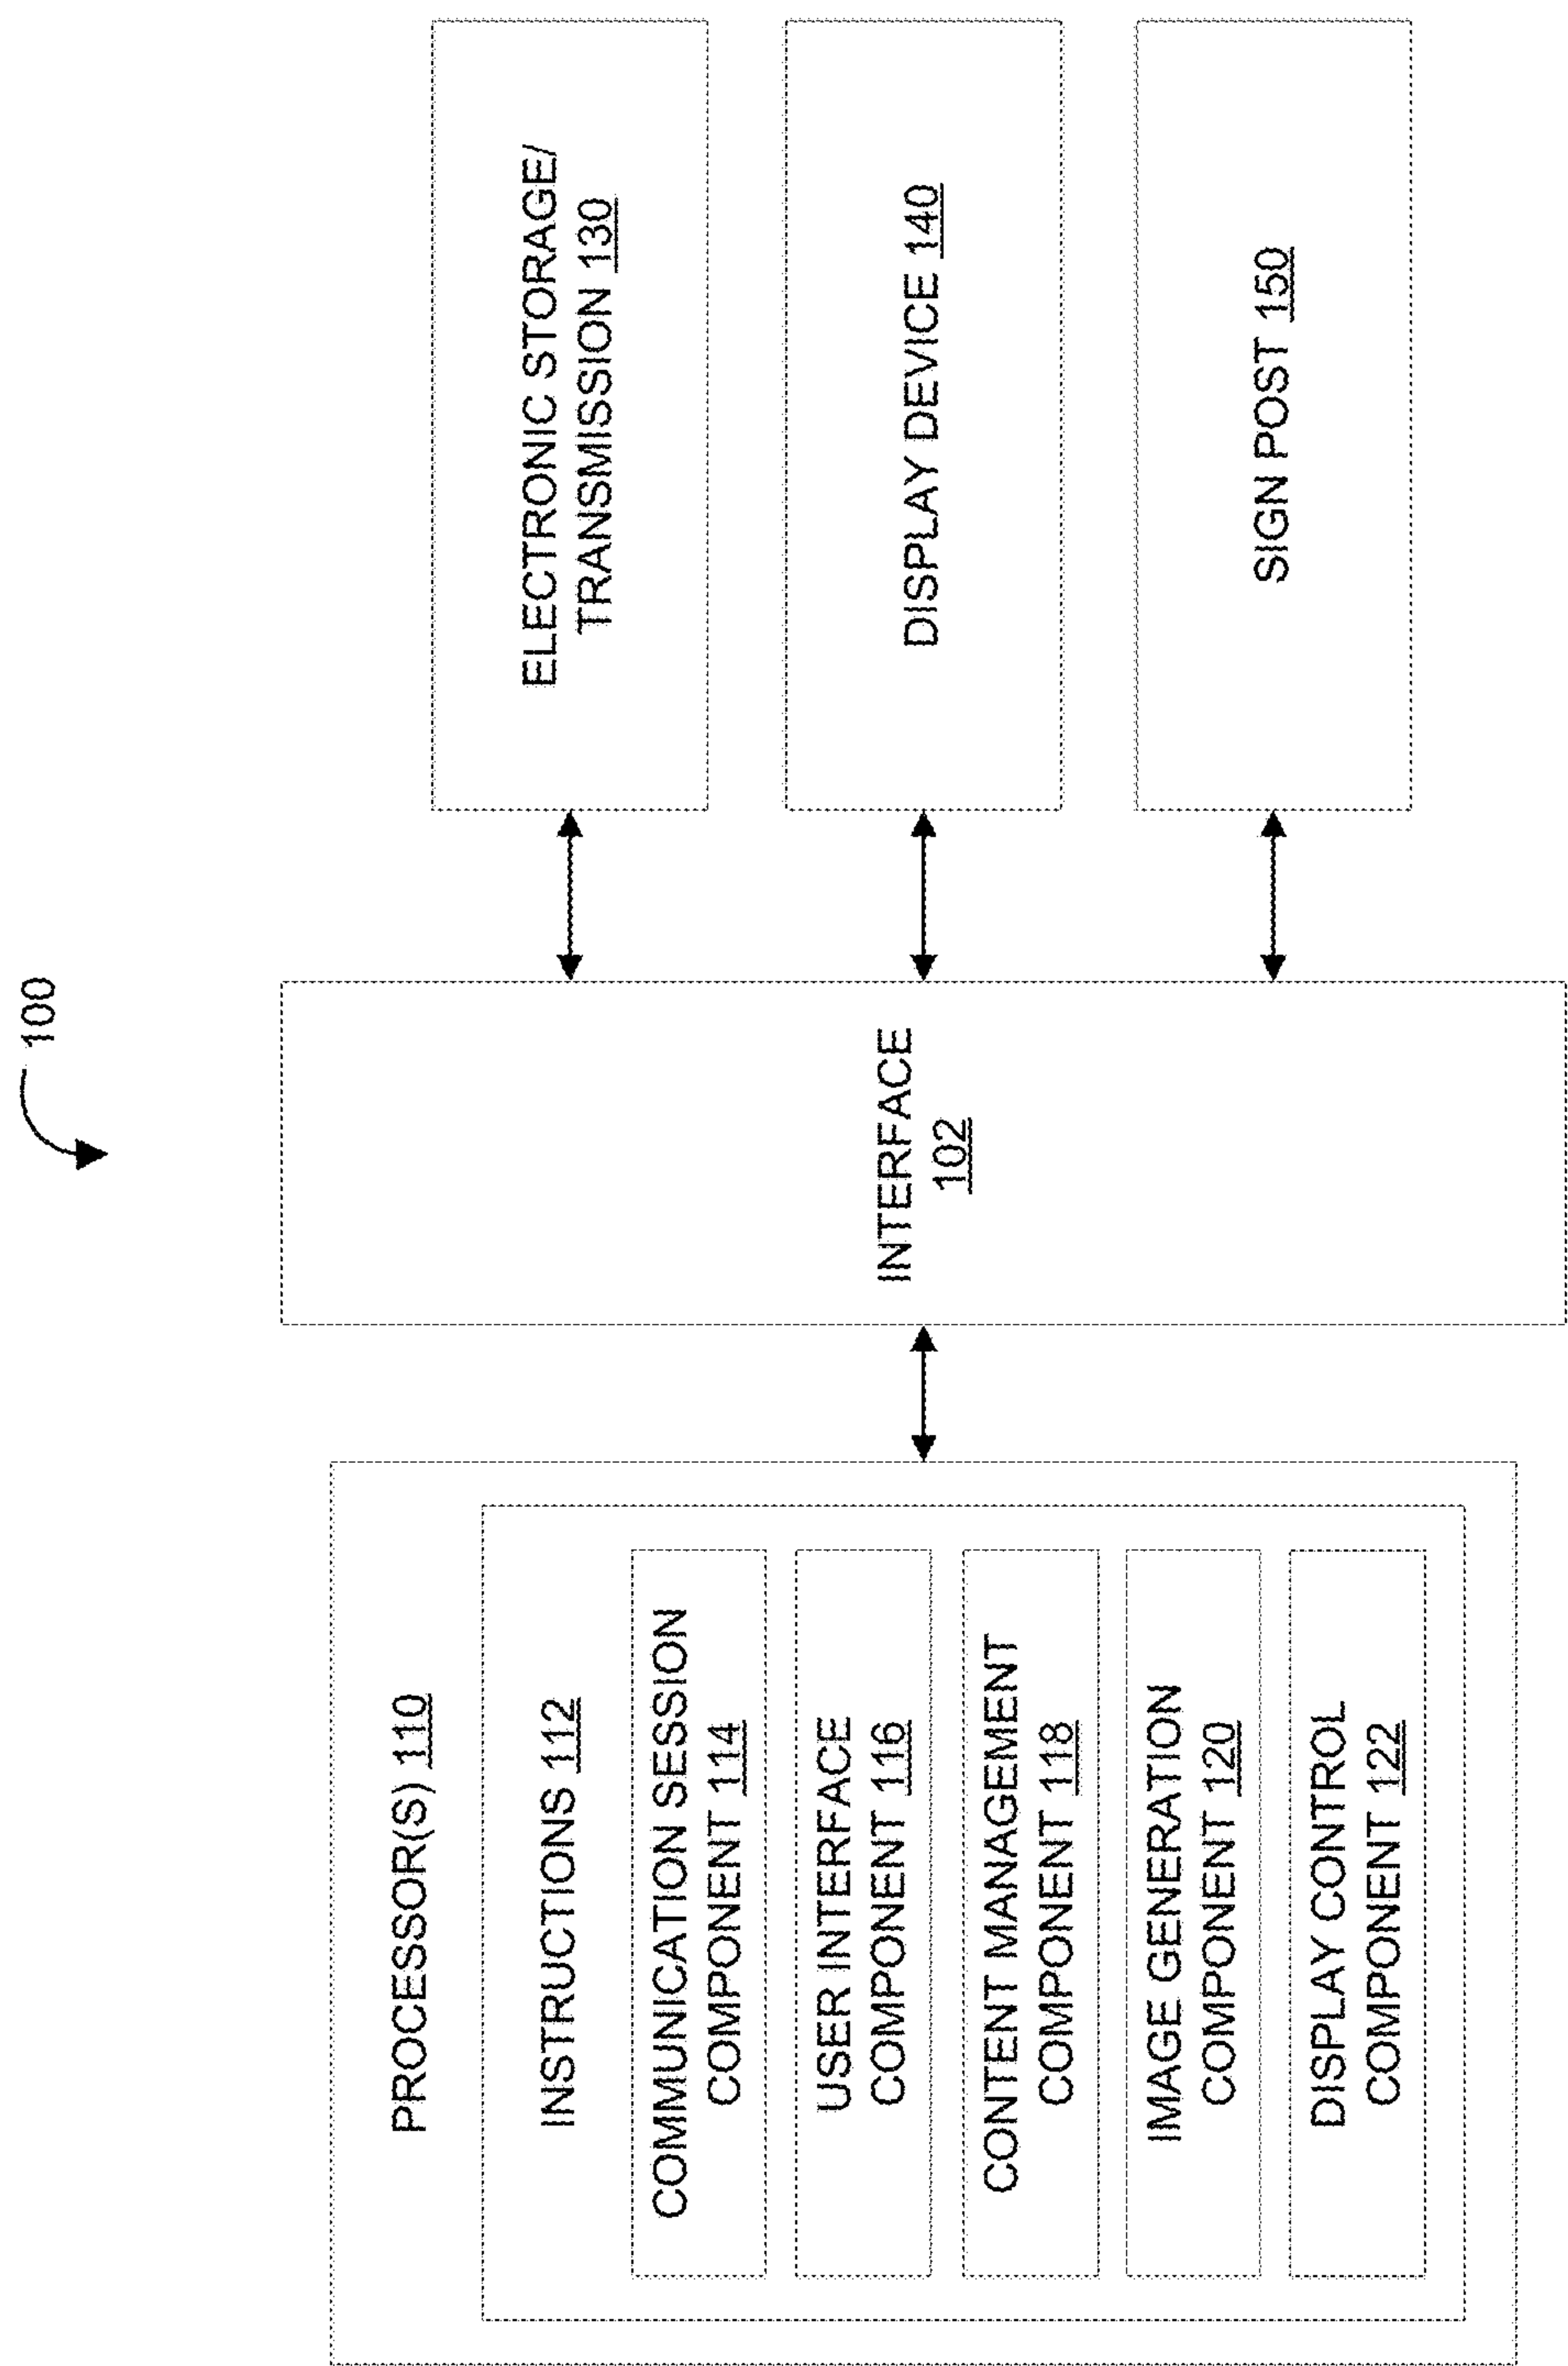 100
PROCESSOR(S) 110
INSTRUCTIONS 112
COMMUNICATION SESSION
COMPONENT 114
USER INTERFACE
COMPONENT 116
CONTENT MANAGEMENT
COMPONENT 118
IMAGE GENERATION
COMPONENT 120
DISPLAY CONTROL
COMPONENT 122
INTERFACE
102
ELECTRONIC STORAGE/
TRANSMISSION 130
DISPLAY DEVICE 140
SIGN POST 150